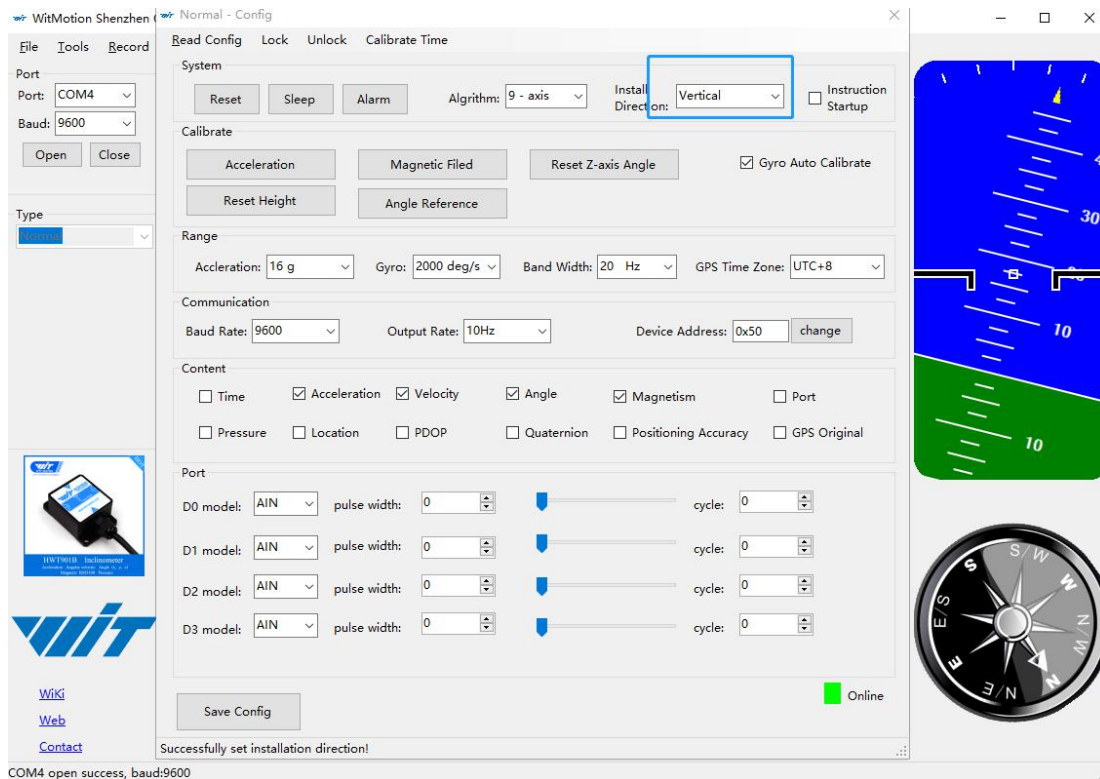 WitMotion Shenzhen
Normal - Config
File Tools Record
Read Config Lock Unlock Calibrate Time
Port
Port: COM4
Baud: 9600
Open Close
Type
Normal
System
Reset Sleep Alarm Algrithm: 9 - axis Install Direction: Vertical Instruction Startup
Calibrate
Acceleration Magnetic Filed Reset Z-axis Angle Gyro Auto Calibrate
Reset Height Angle Reference
Range
Accleration: 16 g Gyro: 2000 deg/s Band Width: 20 Hz GPS Time Zone: UTC+8
Communication
Baud Rate: 9600 Output Rate: 10Hz Device Address: 0x50 change
Content
Time Acceleration Velocity Angle Magnetism Port
Pressure Location PDOP Quaternion Positioning Accuracy GPS Original
Port
D0 model: AIN pulse width: 0 cycle: 0
D1 model: AIN pulse width: 0 cycle: 0
D2 model: AIN pulse width: 0 cycle: 0
D3 model: AIN pulse width: 0 cycle: 0
Save Config
Online
Successfully set installation direction!
30
10
10
S
S/W
W
N/W
N
N/E
E
E/S
WiT
HWT901B Inclinometer
WiT
WiKi
Web
Contact
COM4 open success, baud:9600